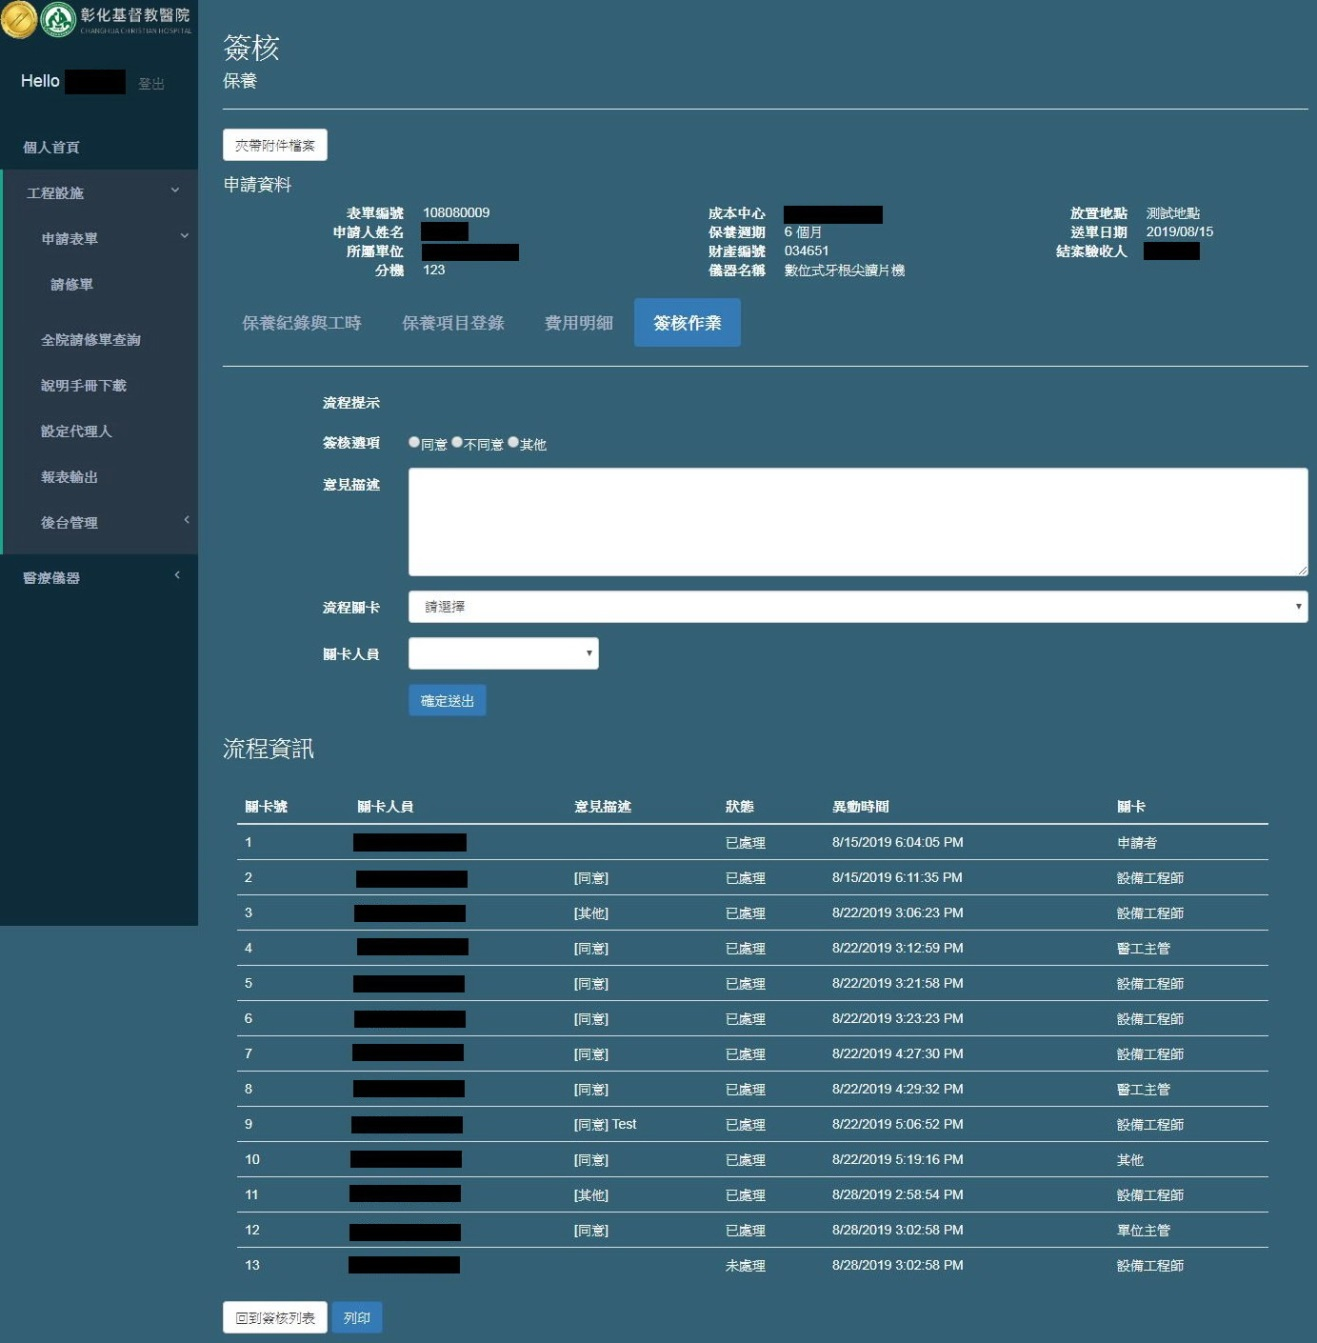 彰化基督教醫院
CHANGHUA CHRISTIAN HOSPITAL
Hello 登出
個人首頁
工程設施
申請表單
請修單
全院請修單查詢
說明手冊下載
設定代理人
報表輸出
後台管理
醫療儀器
簽核
保養
夾帶附件檔案
申請資料
表單編號 108080009 成本中心 放置地點 測試地點
申請人姓名 保養週期 6 個月 送單日期 2019/08/15
所屬單位 財產編號 034651 結案驗收人
分機 123 儀器名稱 數位式牙根尖讀片機
保養紀錄與工時 保養項目登錄 費用明細 簽核作業
流程提示
簽核選項 同意 不同意 其他
意見描述
流程關卡 請選擇
關卡人員
確定送出
流程資訊
關卡號 關卡人員 意見描述 狀態 異動時間 關卡
1 已處理 8/15/2019 6:04:05 PM 申請者
2 [同意] 已處理 8/15/2019 6:11:35 PM 設備工程師
3 [其他] 已處理 8/22/2019 3:06:23 PM 設備工程師
4 [同意] 已處理 8/22/2019 3:12:59 PM 醫工主管
5 [同意] 已處理 8/22/2019 3:21:58 PM 設備工程師
6 [同意] 已處理 8/22/2019 3:23:23 PM 設備工程師
7 [同意] 已處理 8/22/2019 4:27:30 PM 設備工程師
8 [同意] 已處理 8/22/2019 4:29:32 PM 醫工主管
9 [同意] Test 已處理 8/22/2019 5:06:52 PM 設備工程師
10 [同意] 已處理 8/22/2019 5:19:16 PM 其他
11 [其他] 已處理 8/28/2019 2:58:54 PM 設備工程師
12 [同意] 已處理 8/28/2019 3:02:58 PM 單位主管
13 未處理 8/28/2019 3:02:58 PM 設備工程師
回到簽核列表 列印